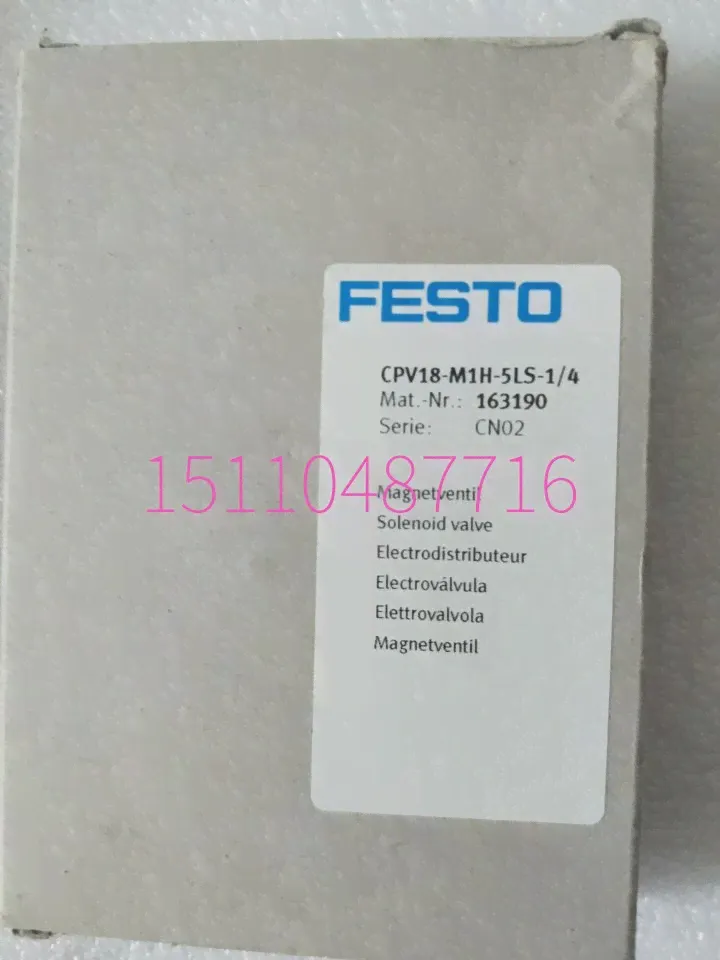 FESTO
CPV18-M1H-5LS-1/4
Mat.-Nr.: 163190
Serie: CN02
15110487716
Magnetventil
Solenoid valve
Electrodistributeur
Electroválvula
Elettrovalvola
Magnetventil